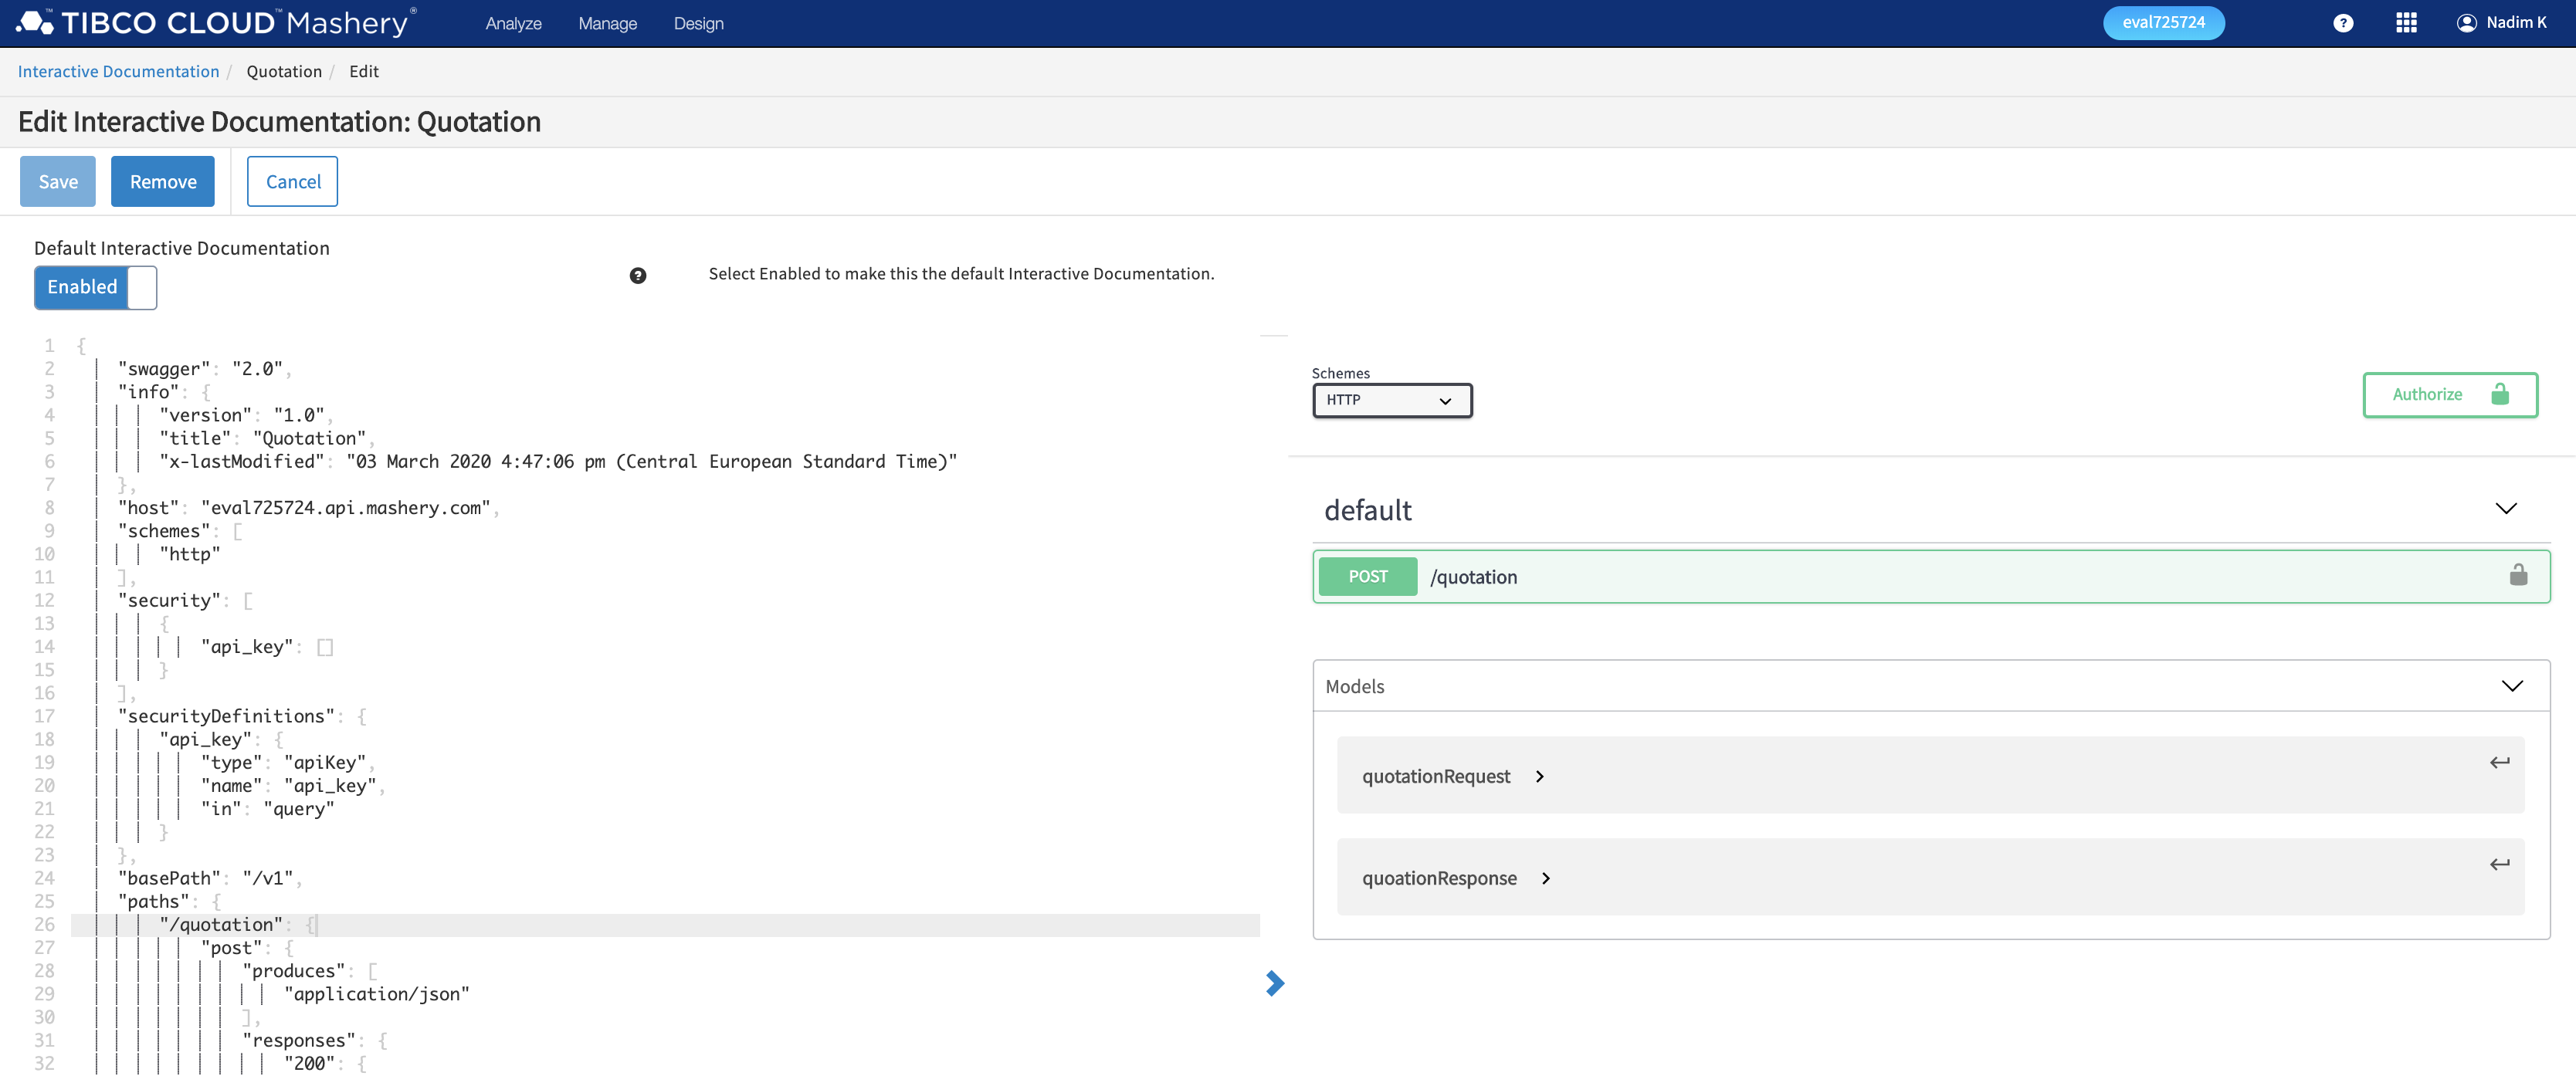 TIBCO CLOUD™ Mashery®
Analyze Manage Design
eval725724
Nadim K
Interactive Documentation / Quotation / Edit
Edit Interactive Documentation: Quotation
Save Remove Cancel
Default Interactive Documentation
Enabled
Select Enabled to make this the default Interactive Documentation.
1 {
2 "swagger": "2.0",
3 "info": {
4 "version": "1.0",
5 "title": "Quotation",
6 "x-lastModified": "03 March 2020 4:47:06 pm (Central European Standard Time)"
7 },
8 "host": "eval725724.api.mashery.com",
9 "schemes": [
10 "http"
11 ],
12 "security": [
13 {
14 "api_key": []
15 }
16 ],
17 "securityDefinitions": {
18 "api_key": {
19 "type": "apiKey",
20 "name": "api_key",
21 "in": "query"
22 }
23 },
24 "basePath": "/v1",
25 "paths": {
26 "/quotation": {
27 "post": {
28 "produces": [
29 "application/json"
30 ],
31 "responses": {
32 "200": {
Schemes
HTTP
Authorize
default
POST /quotation
Models
quotationRequest
quoationResponse